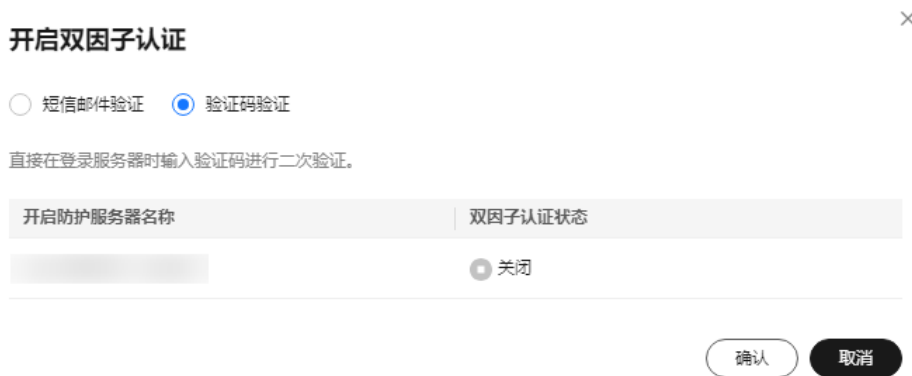 开启双因子认证
短信邮件验证 验证码验证
直接在登录服务器时输入验证码进行二次验证。
开启防护服务器名称 双因子认证状态
关闭
确认 取消